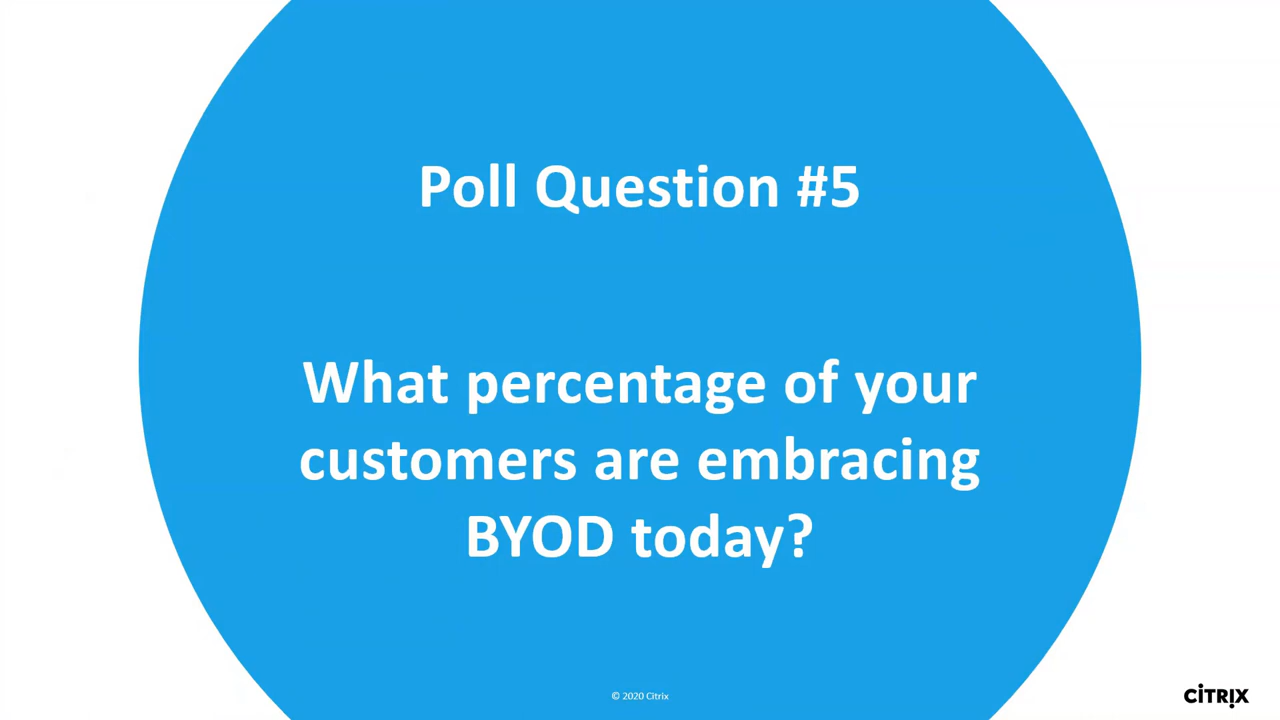 Poll Question #5
What percentage of your
customers are embracing
BYOD today?
© 2020 Citrix
CITRIX